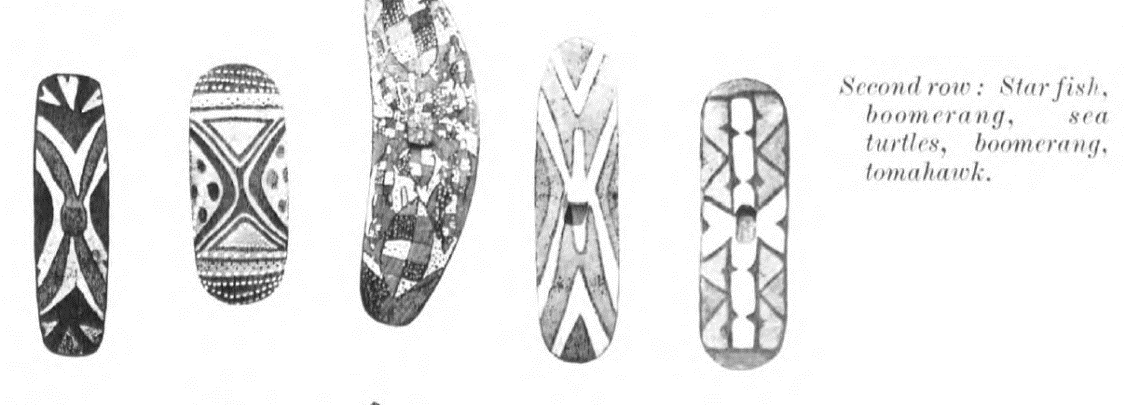 Second row: Star fish,
boomerang, sea
turtles, boomerang,
tomahawk.